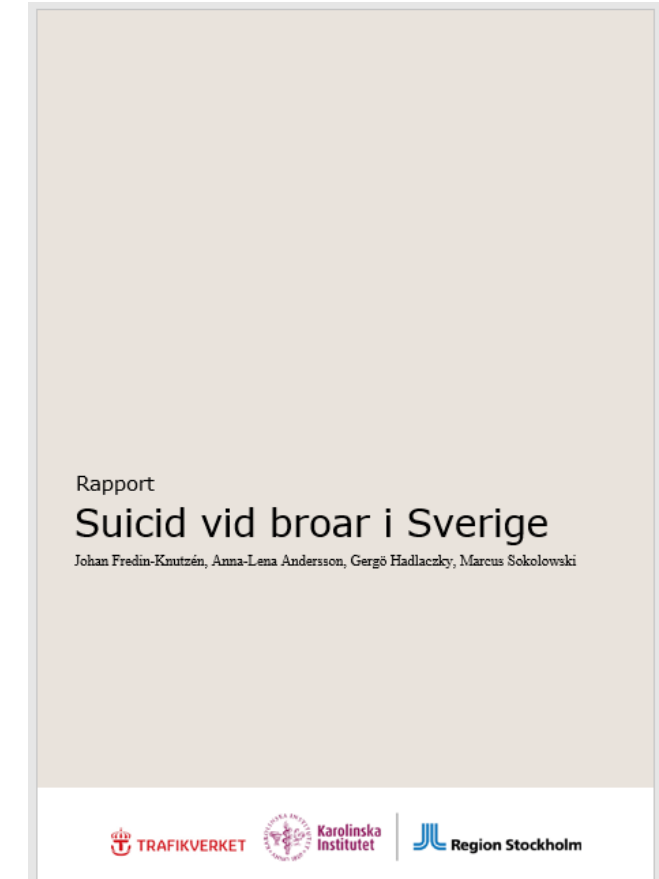 Rapport
Suicid vid broar i Sverige
Johan Fredin-Knutzén, Anna-Lena Andersson, Gergö Hadlaczky, Marcus Sokolowski
TRAFIKVERKET
Karolinska
Institutet
Region Stockholm